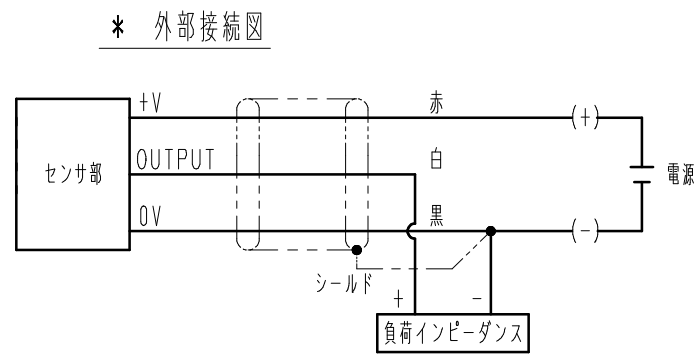 * 外部接続図
+V
赤
(+)
センサ部
OUTPUT
白
電源
0V
黒
(-)
シールド
+
-
負荷インピーダンス